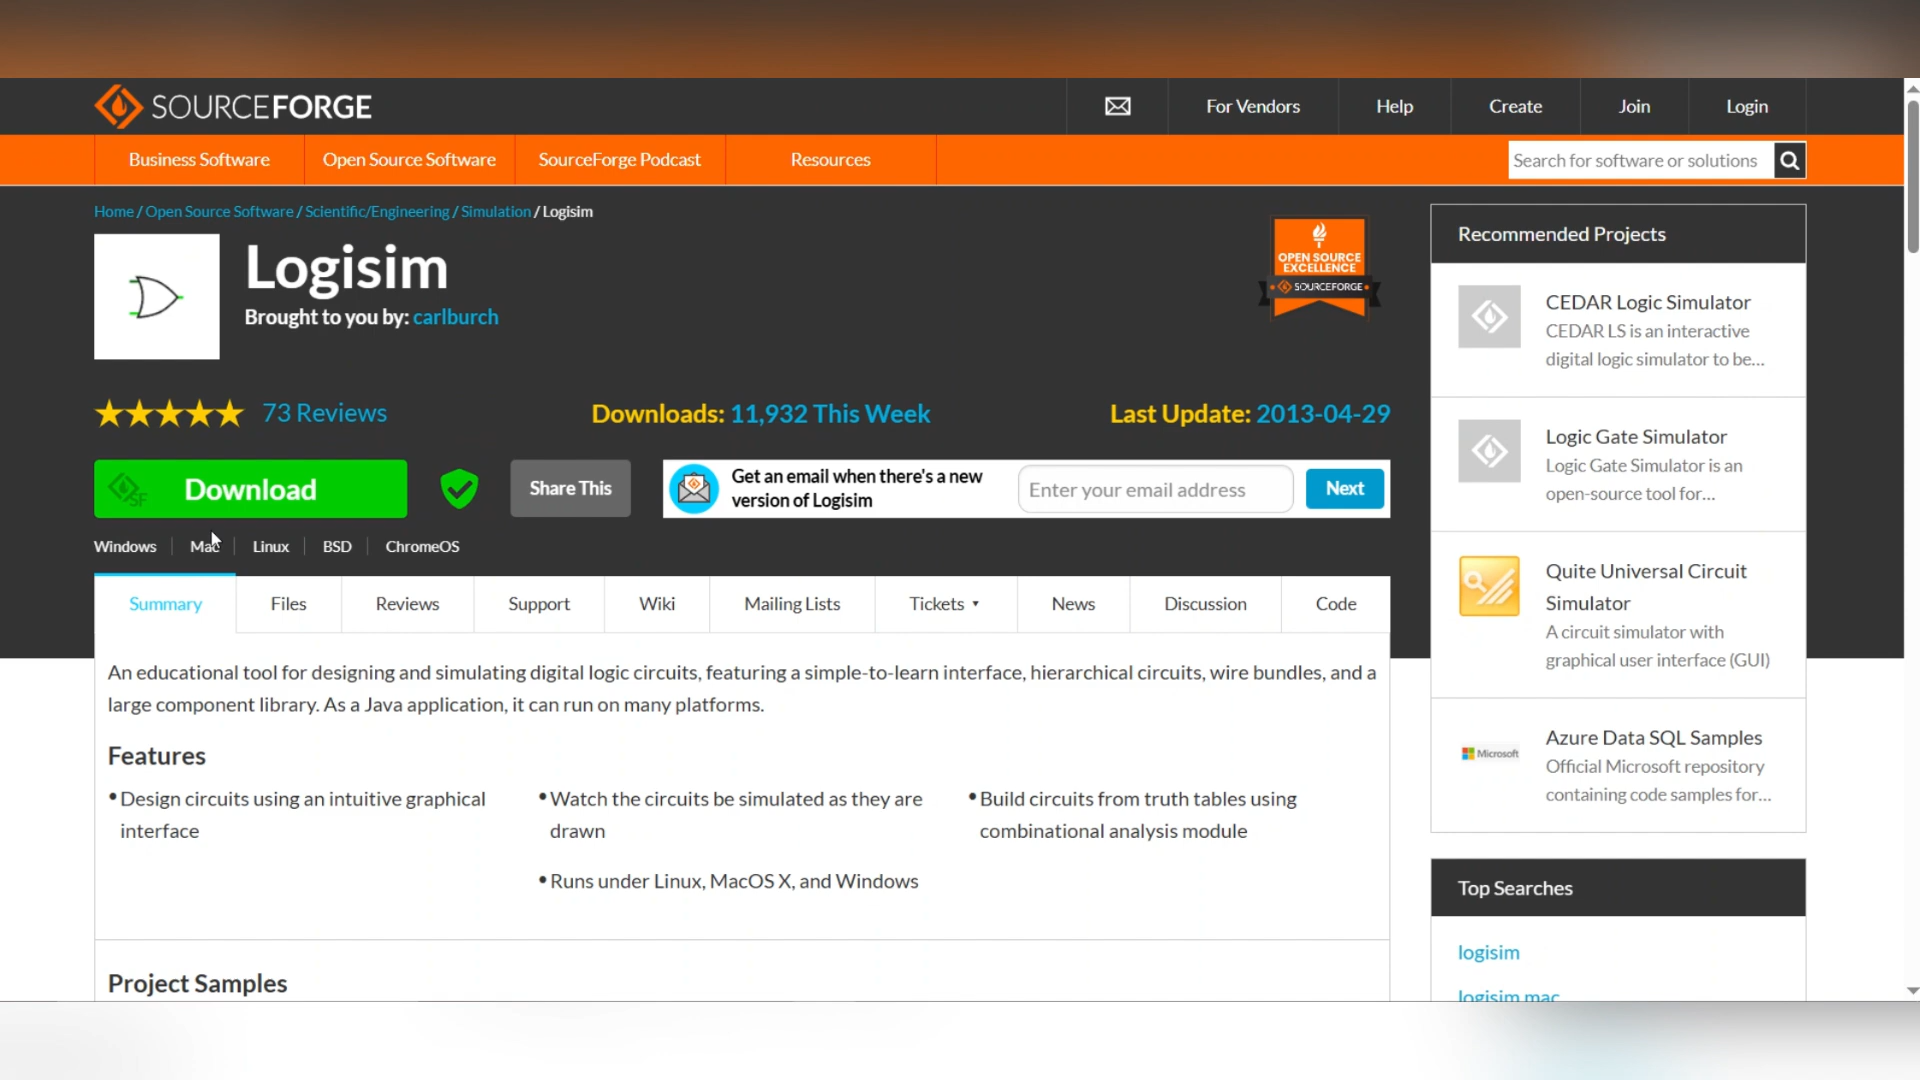 SOURCEFORGE
For Vendors
Help
Create
Join
Login
Business Software
Open Source Software
SourceForge Podcast
Resources
Search for software or solutions
Home / Open Source Software / Scientific/Engineering / Simulation / Logisim
Logisim
Brought to you by: carlburch
OPEN SOURCE
EXCELLENCE
SOURCEFORGE
73 Reviews
Downloads: 11,932 This Week
Last Update: 2013-04-29
SF
Download
Share This
Get an email when there's a new
version of Logisim
Enter your email address
Next
Windows
Mac
Linux
BSD
ChromeOS
Summary
Files
Reviews
Support
Wiki
Mailing Lists
Tickets
News
Discussion
Code
An educational tool for designing and simulating digital logic circuits, featuring a simple-to-learn interface, hierarchical circuits, wire bundles, and a
large component library. As a Java application, it can run on many platforms.
Features
• Design circuits using an intuitive graphical
interface
• Watch the circuits be simulated as they are
drawn
• Build circuits from truth tables using
combinational analysis module
• Runs under Linux, MacOS X, and Windows
Project Samples
Recommended Projects
CEDAR Logic Simulator
CEDAR LS is an interactive
digital logic simulator to be...
Logic Gate Simulator
Logic Gate Simulator is an
open-source tool for...
Quite Universal Circuit
Simulator
A circuit simulator with
graphical user interface (GUI)
Microsoft
Azure Data SQL Samples
Official Microsoft repository
containing code samples for...
Top Searches
logisim
logisim mac